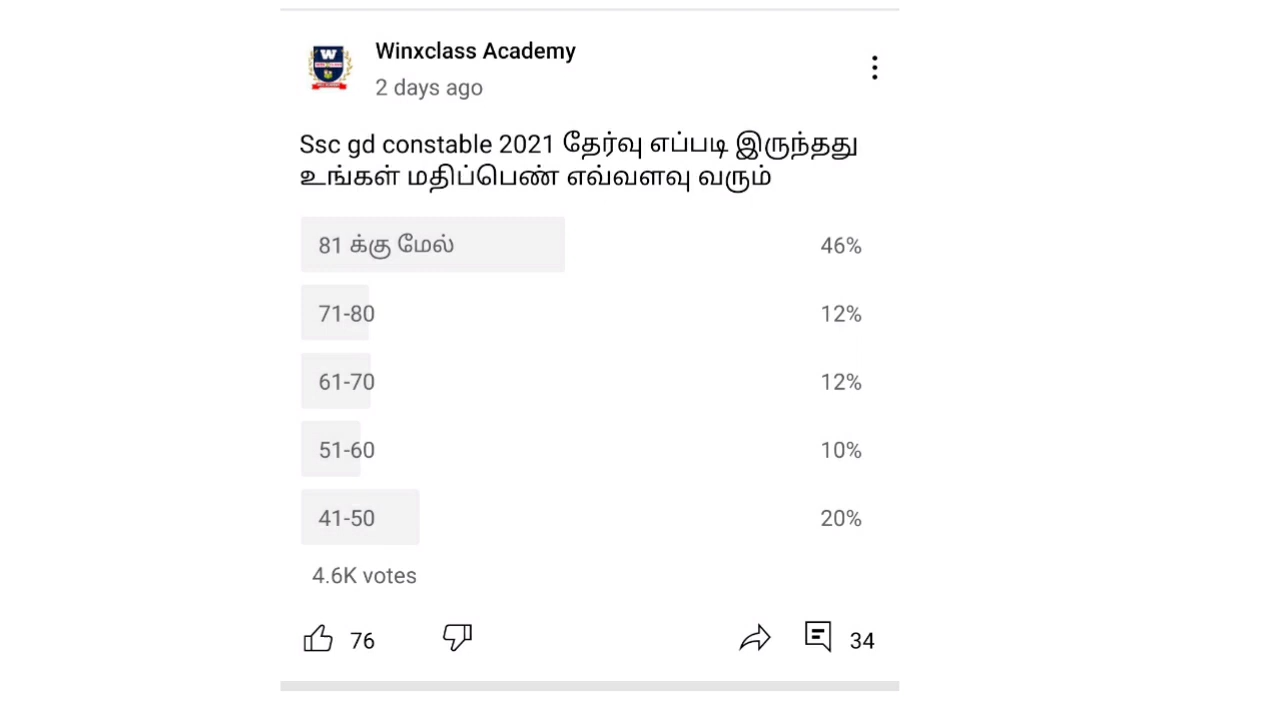 Winxclass Academy
2 days ago
Ssc gd constable 2021 தேர்வு எப்படி இருந்தது
உங்கள் மதிப்பெண் எவ்வளவு வரும்
81 க்கு மேல் 46%
71-80 12%
61-70 12%
51-60 10%
41-50 20%
4.6K votes
76 34